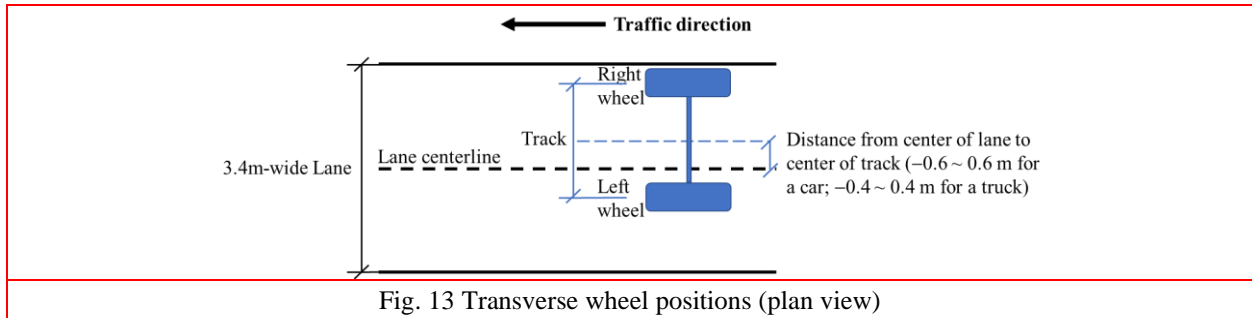 Traffic direction
Right
wheel
Track
Distance from center of lane to
center of track (−0.6 ~ 0.6 m for
a car; −0.4 ~ 0.4 m for a truck)
Lane centerline
3.4m-wide Lane
Left
wheel
Fig. 13 Transverse wheel positions (plan view)